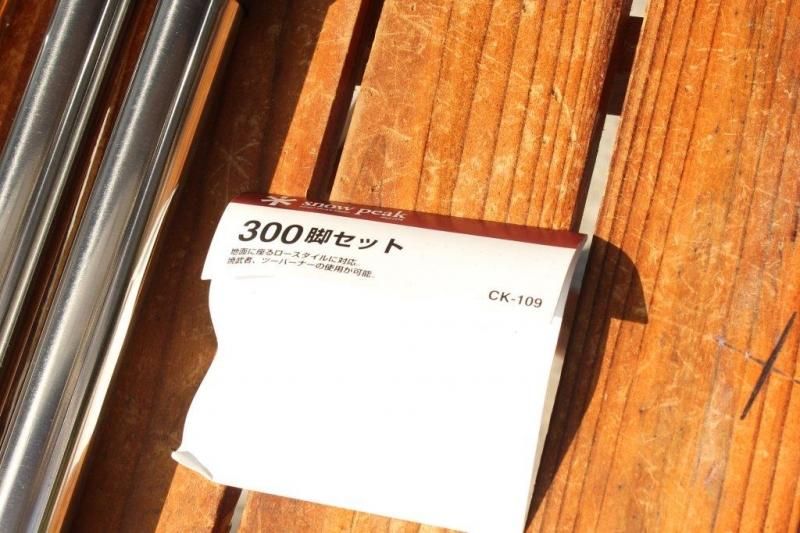 snow peak
300脚セット
地面に座るロースタイルに対応。
焼武者、ツーバーナーの使用が可能。
CK-109